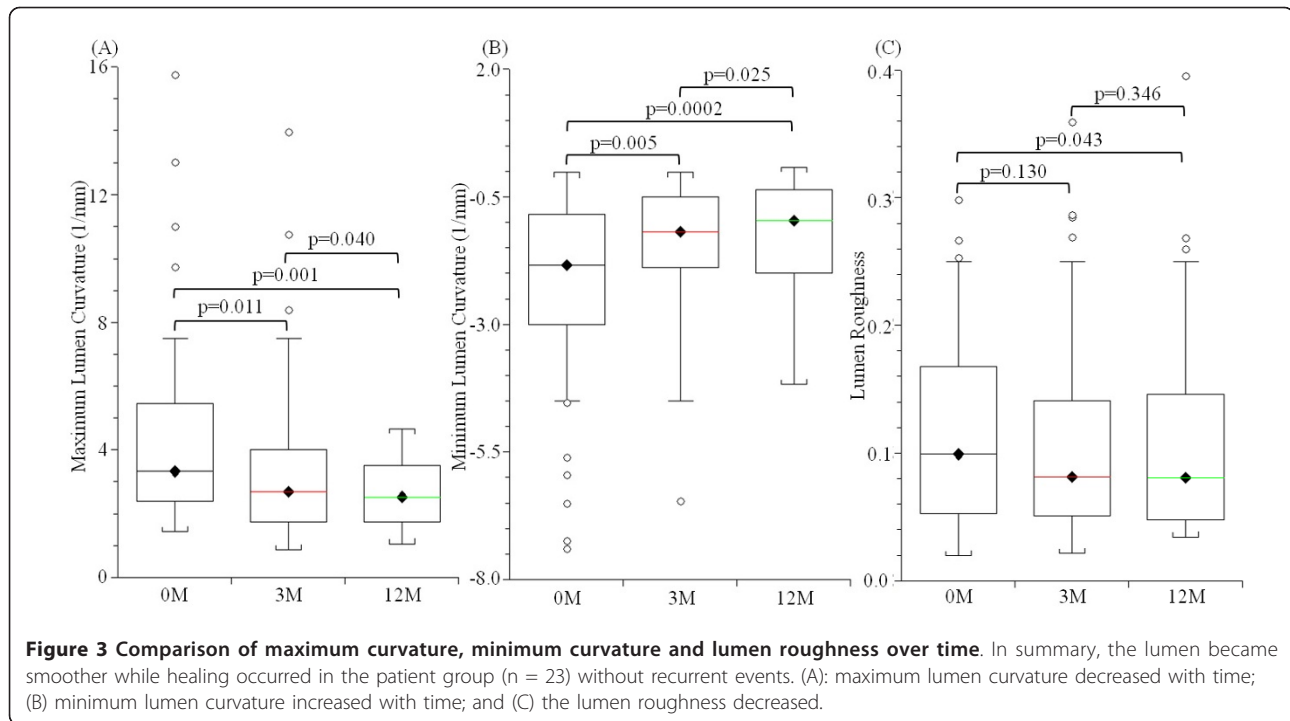 (A)
16
12
8
4
0
Maximum Lumen Curvature (1/mm)
p=0.040
p=0.001
p=0.011
0M 3M 12M
(B)
2.0
-0.5
-3.0
-5.5
-8.0
Minimum Lumen Curvature (1/mm)
p=0.025
p=0.0002
p=0.005
0M 3M 12M
(C)
0.4
0.3
0.2
0.1
0.0
Lumen Roughness
p=0.346
p=0.043
p=0.130
0M 3M 12M
Figure 3 Comparison of maximum curvature, minimum curvature and lumen roughness over time. In summary, the lumen became
smoother while healing occurred in the patient group (n = 23) without recurrent events. (A): maximum lumen curvature decreased with time;
(B) minimum lumen curvature increased with time; and (C) the lumen roughness decreased.